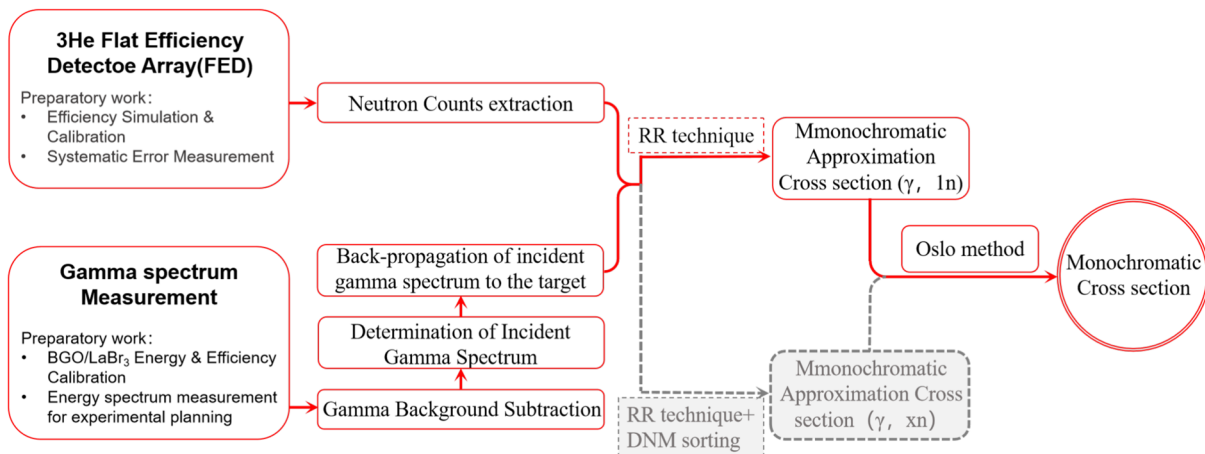 3He Flat Efficiency
Detectoe Array(FED)
Preparatory work：
• Efficiency Simulation &
Calibration
• Systematic Error Measurement
Neutron Counts extraction
RR technique
Mmonochromatic
Approximation
Cross section (γ, 1n)
Gamma spectrum
Measurement
Preparatory work：
• BGO/LaBr₃ Energy & Efficiency
Calibration
• Energy spectrum measurement
for experimental planning
Back-propagation of incident
gamma spectrum to the target
Determination of Incident
Gamma Spectrum
Gamma Background Subtraction
Oslo method
Monochromatic
Cross section
RR technique+
DNM sorting
Mmonochromatic
Approximation Cross
section (γ, xn)